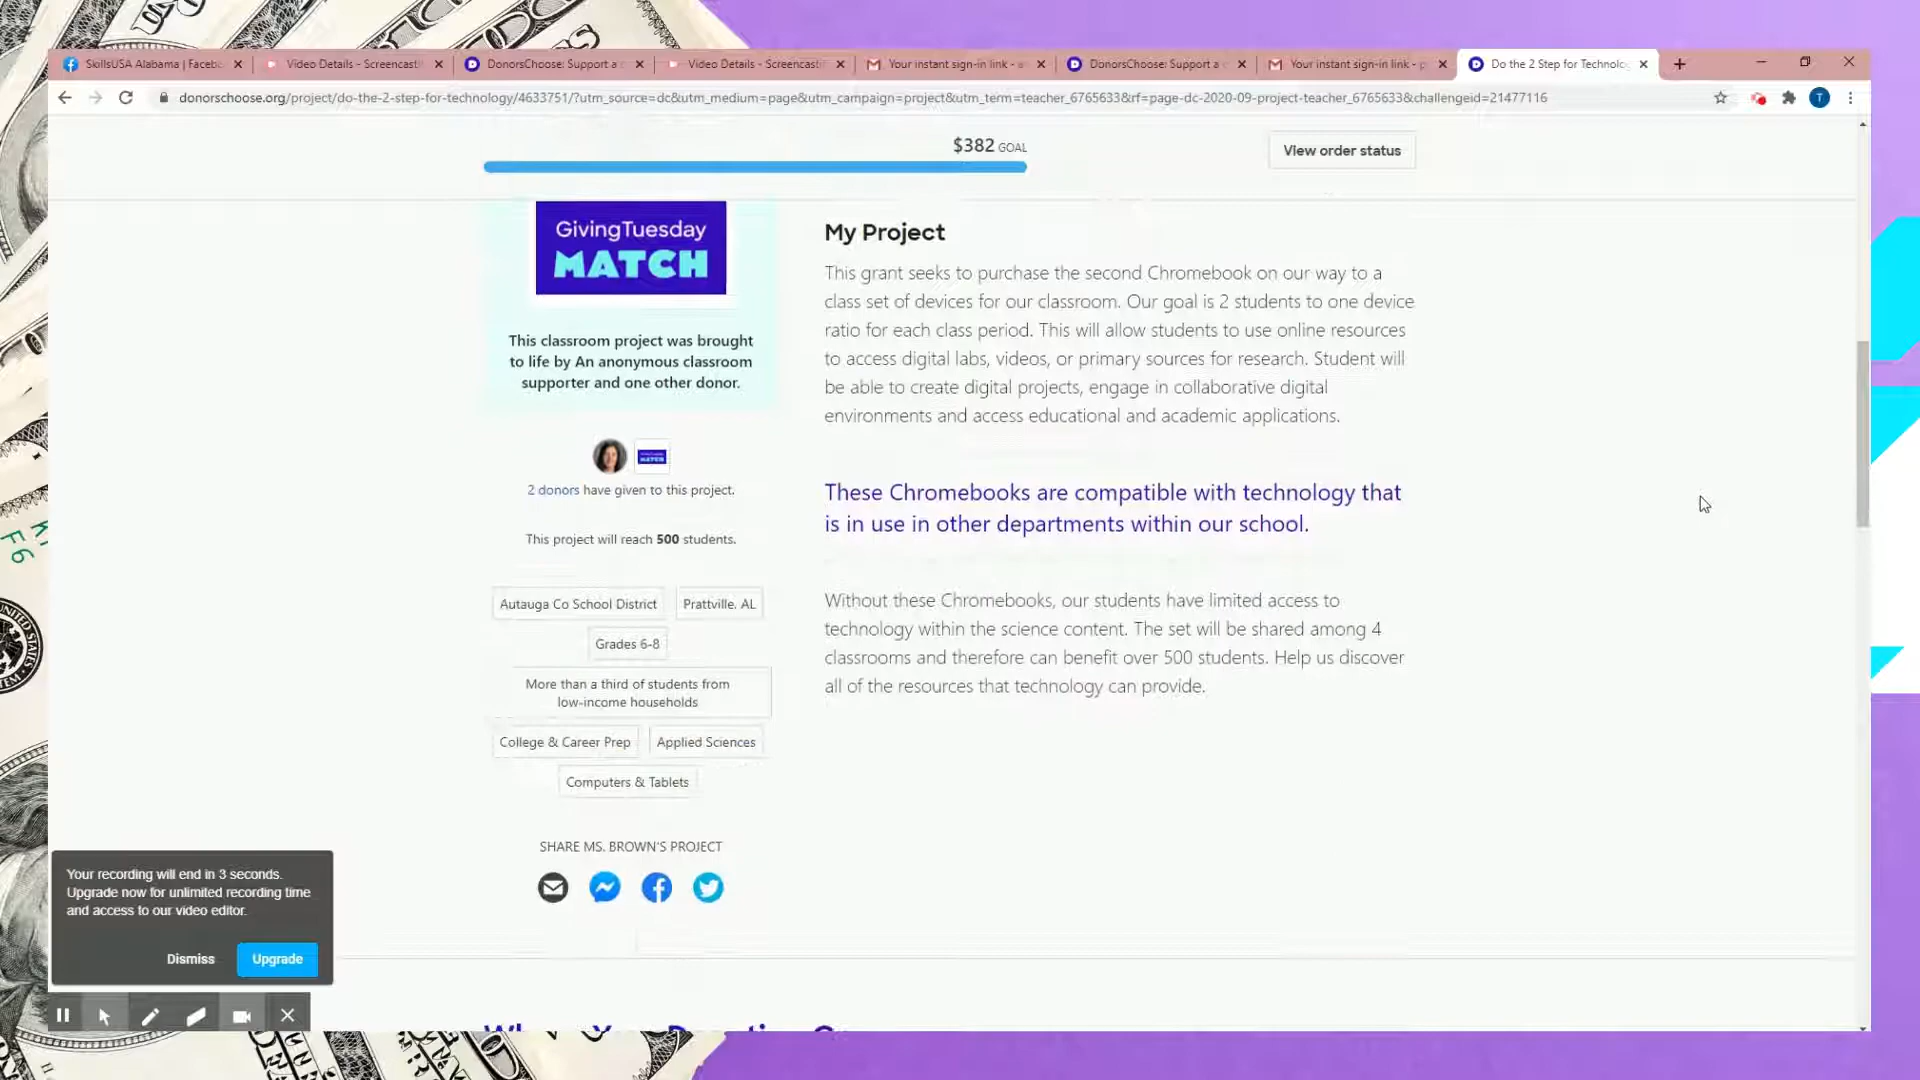 SkillsUSA Alabama | Facebo
Video Details - Screencasti
DonorsChoose: Support a c
Video Details - Screencasti
Your instant sign-in link - a
DonorsChoose: Support a c
Your instant sign-in link - p
Do the 2 Step for Technolo
donorschoose.org/project/do-the-2-step-for-technology/4633751/?utm_source=dc&utm_medium=page&utm_campaign=project&utm_term=teacher_6765633&rf=page-dc-2020-09-project-teacher_6765633&challengeid=21477116
T
$382 GOAL
View order status
GivingTuesday
MATCH
This classroom project was brought
to life by An anonymous classroom
supporter and one other donor.
2 donors have given to this project.
This project will reach 500 students.
Autauga Co School District
Prattville, AL
Grades 6-8
More than a third of students from
low-income households
College & Career Prep
Applied Sciences
Computers & Tablets
SHARE MS. BROWN'S PROJECT
My Project
This grant seeks to purchase the second Chromebook on our way to a
class set of devices for our classroom. Our goal is 2 students to one device
ratio for each class period. This will allow students to use online resources
to access digital labs, videos, or primary sources for research. Student will
be able to create digital projects, engage in collaborative digital
environments and access educational and academic applications.
These Chromebooks are compatible with technology that
is in use in other departments within our school.
Without these Chromebooks, our students have limited access to
technology within the science content. The set will be shared among 4
classrooms and therefore can benefit over 500 students. Help us discover
all of the resources that technology can provide.
Your recording will end in 3 seconds.
Upgrade now for unlimited recording time
and access to our video editor.
Dismiss
Upgrade
F6